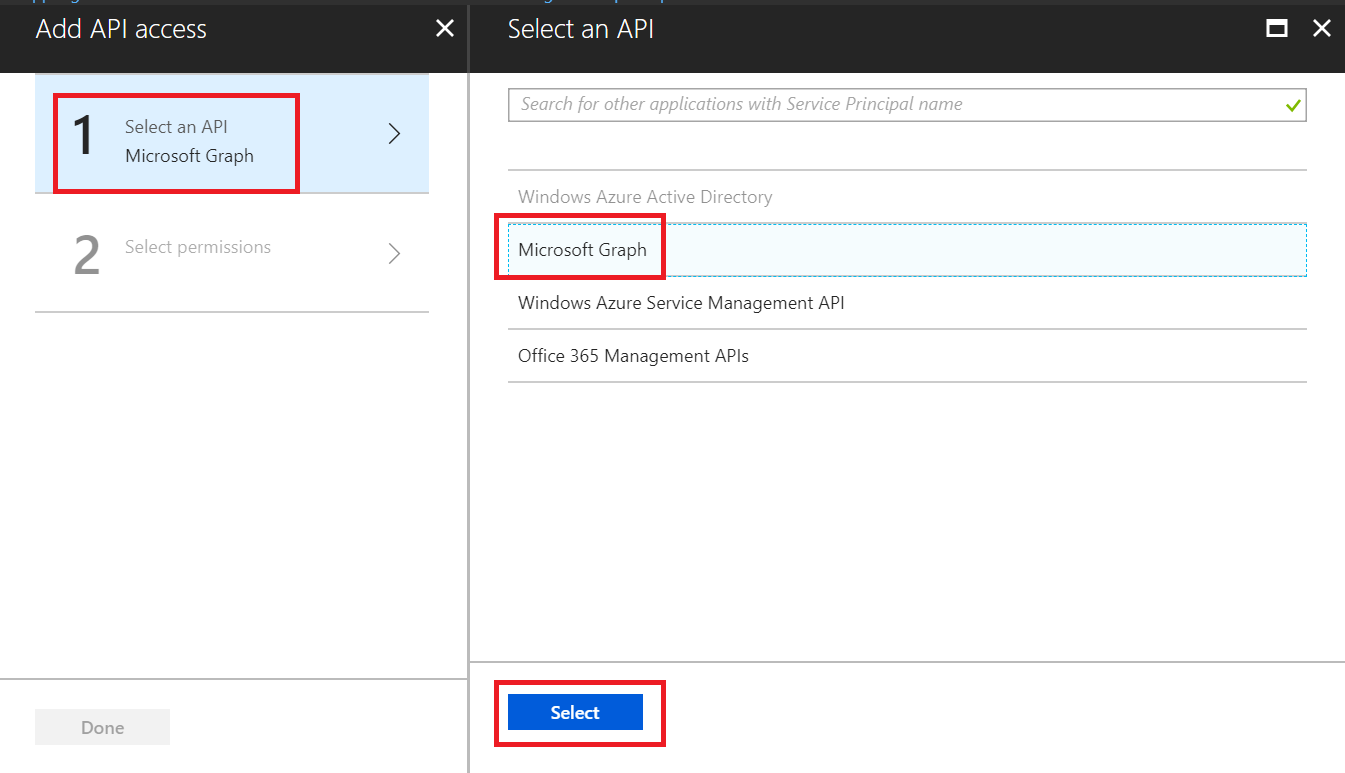 Add API access
1
Select an API
Microsoft Graph
2
Select permissions
Done
Select an API
Search for other applications with Service Principal name
Windows Azure Active Directory
Microsoft Graph
Windows Azure Service Management API
Office 365 Management APIs
Select